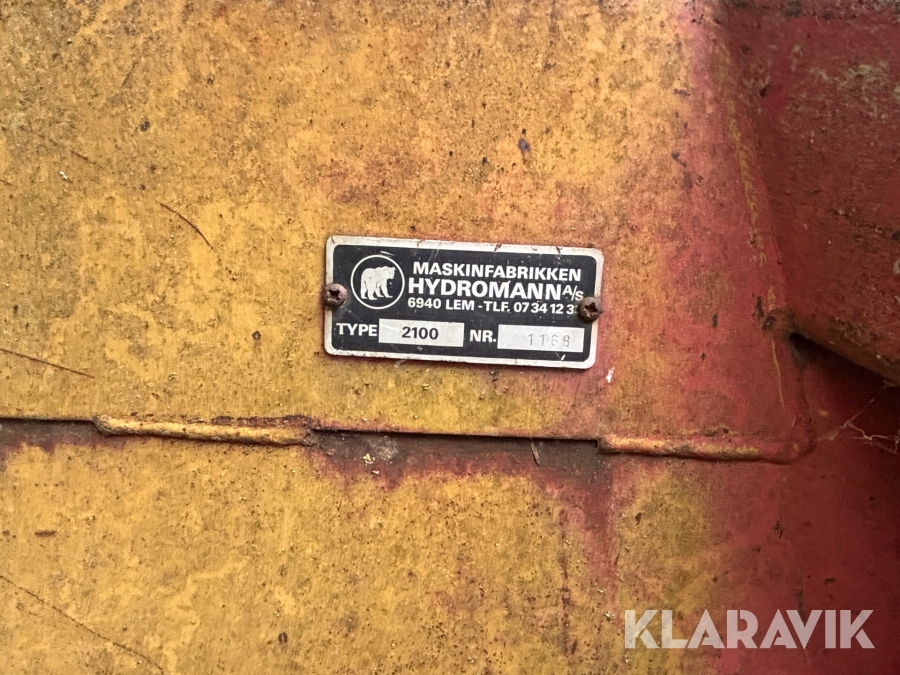 MASKINFABRIKKEN
HYDROMANN A/S
6940 LEM - TLF. 07 34 12 3
TYPE 2100 NR. 1168
KLARAVIK